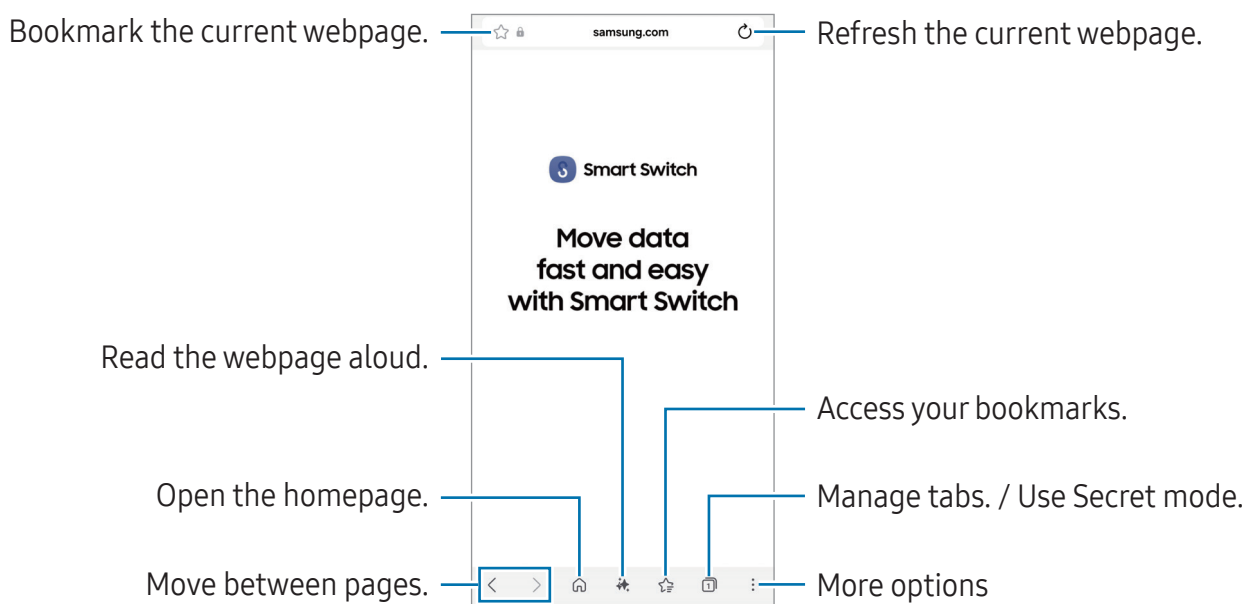 Bookmark the current webpage.
samsung.com
Refresh the current webpage.
Smart Switch
Move data
fast and easy
with Smart Switch
Read the webpage aloud.
Access your bookmarks.
Open the homepage.
Manage tabs. / Use Secret mode.
Move between pages.
1
More options